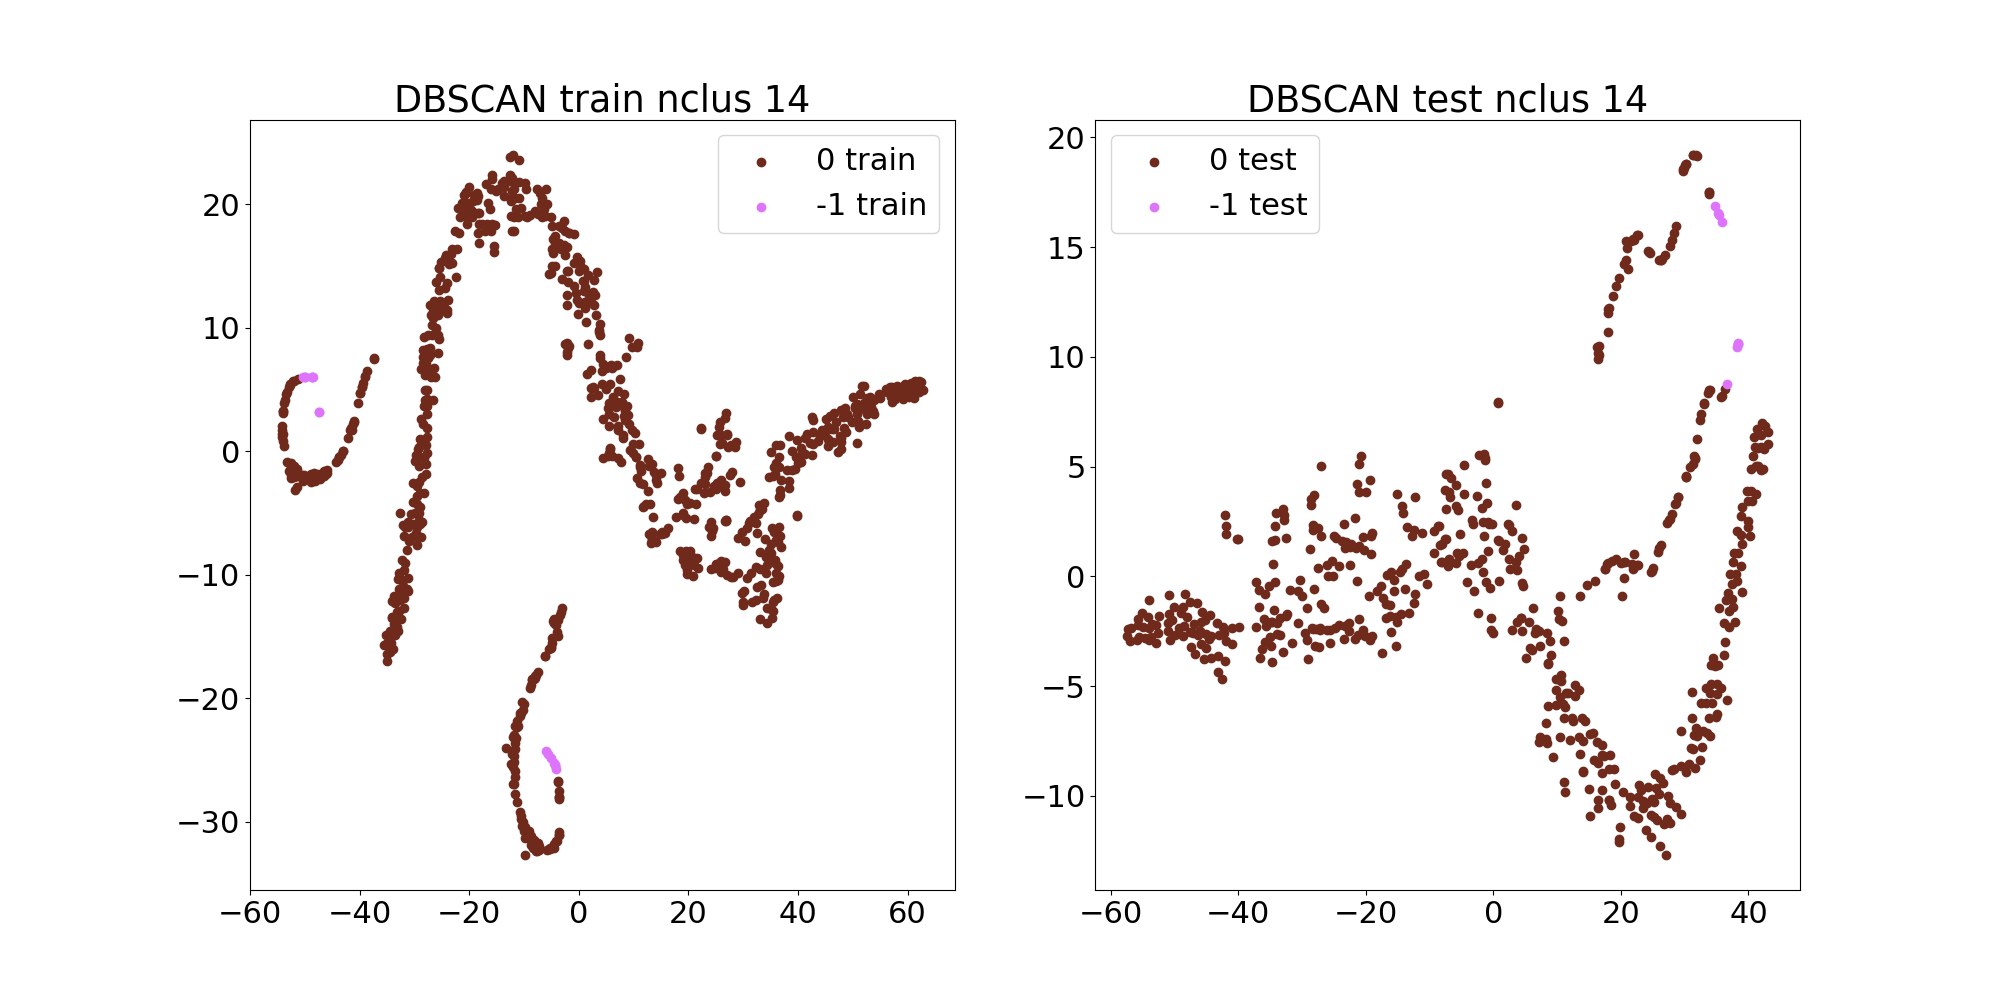 DBSCAN train nclus 14
0 train
-1 train
20
10
0
−10
−20
−30
−60 −40 −20 0 20 40 60
DBSCAN test nclus 14
0 test
-1 test
20
15
10
5
0
−5
−10
−60 −40 −20 0 20 40